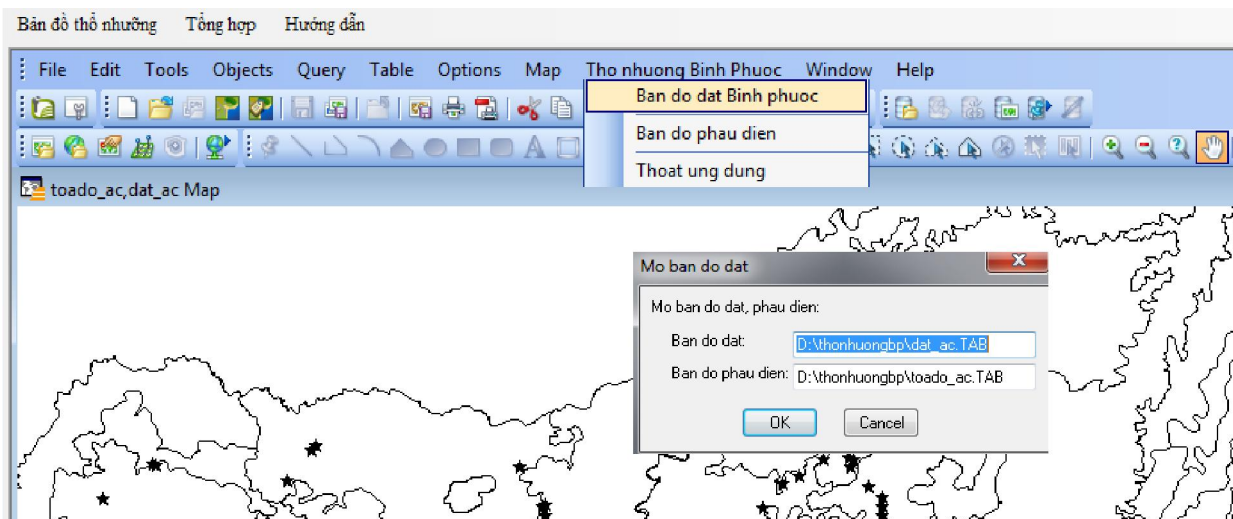 Bản đồ thổ nhưỡng Tổng hợp Hướng dẫn
File Edit Tools Objects Query Table Options Map Tho nhuong Binh Phuoc Window Help
Ban do dat Binh phuoc
Ban do phau dien
Thoat ung dung
toado_ac,dat_ac Map
Mo ban do dat
Mo ban do dat, phau dien:
Ban do dat: D:\thonhuongbp\dat_ac.TAB
Ban do phau dien: D:\thonhuongbp\toado_ac.TAB
OK Cancel